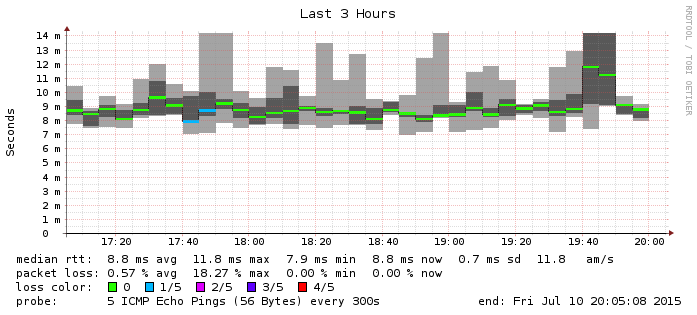 Last 3 Hours
RRDTOOL / TOBI OETIKER
Seconds
14 m
13 m
12 m
11 m
10 m
9 m
8 m
7 m
6 m
5 m
4 m
3 m
2 m
1 m
0
17:20 17:40 18:00 18:20 18:40 19:00 19:20 19:40 20:00
median rtt: 8.8 ms avg 11.8 ms max 7.9 ms min 8.8 ms now 0.7 ms sd 11.8 am/s
packet loss: 0.57 % avg 18.27 % max 0.00 % min 0.00 % now
loss color: 0 1/5 2/5 3/5 4/5
probe: 5 ICMP Echo Pings (56 Bytes) every 300s end: Fri Jul 10 20:05:08 2015